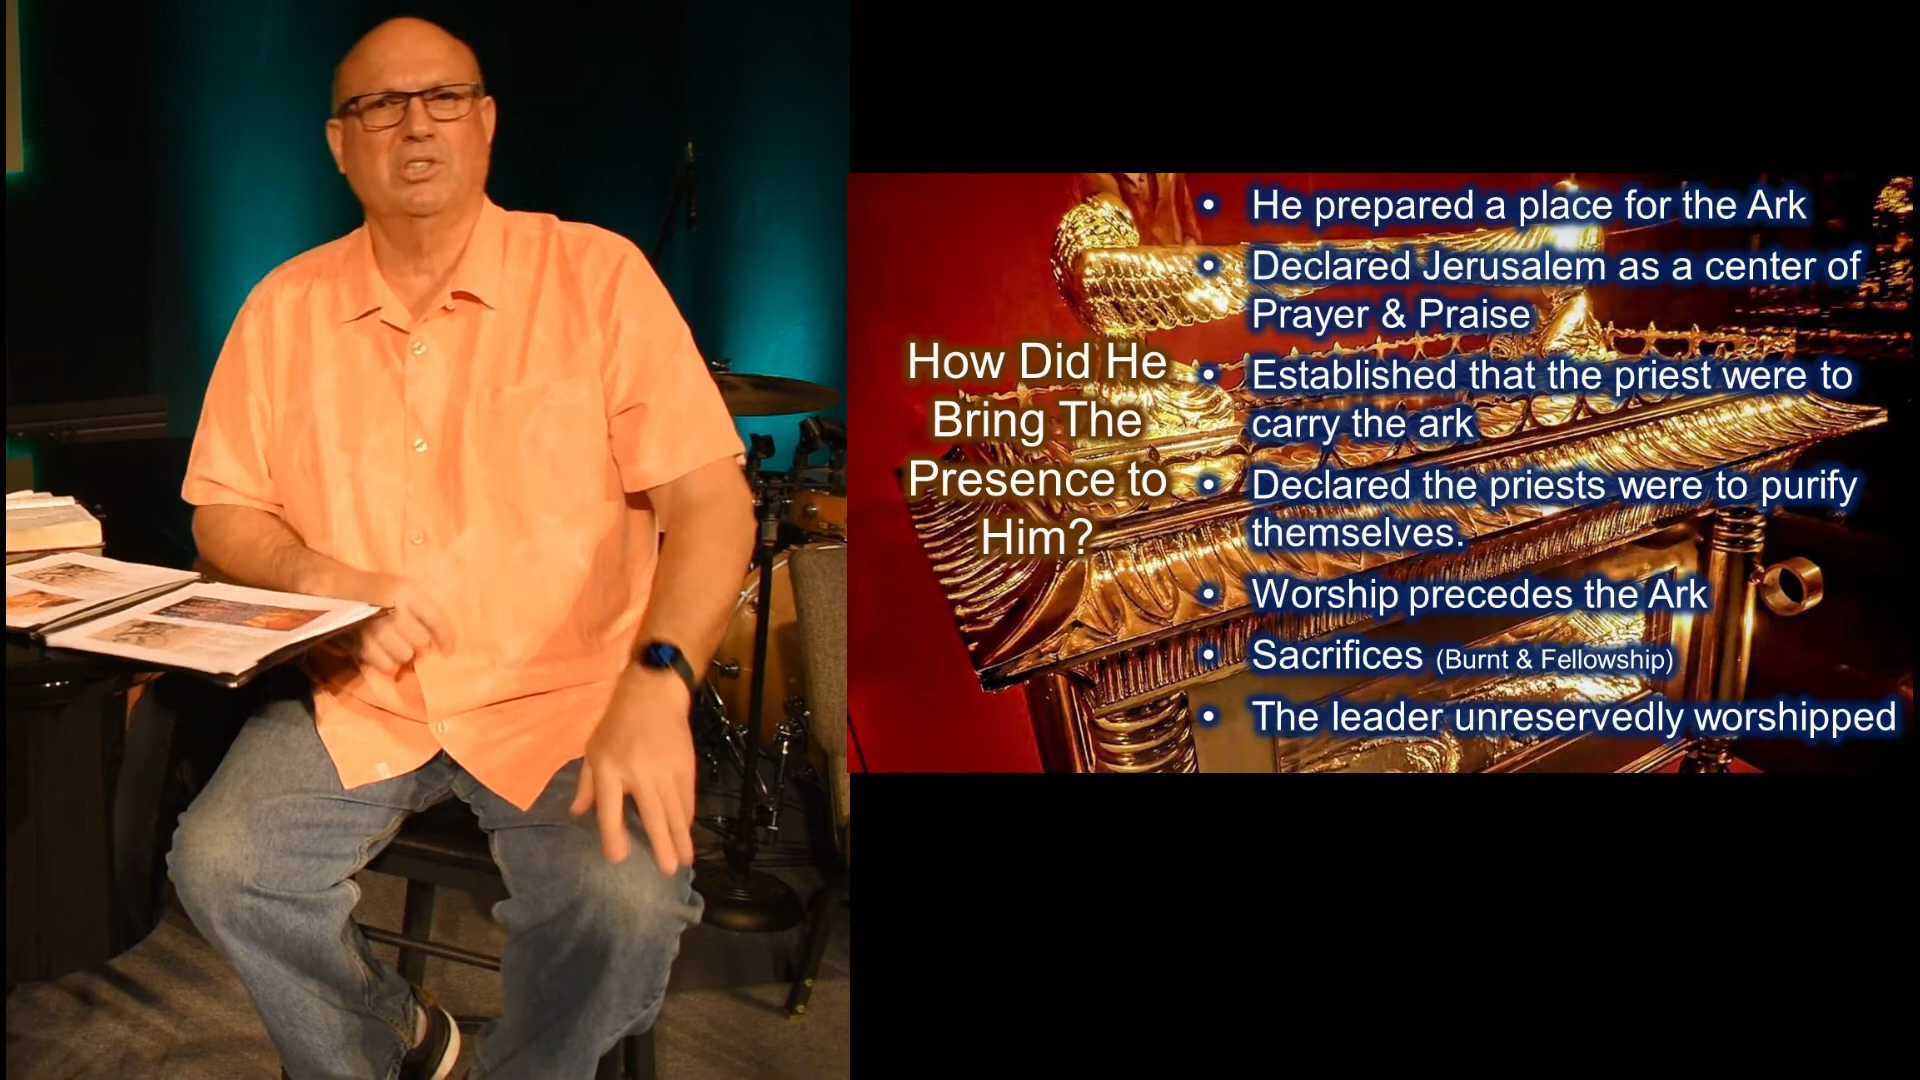 How Did He
Bring The
Presence to
Him?
• He prepared a place for the Ark
• Declared Jerusalem as a center of
Prayer & Praise
• Established that the priest were to
carry the ark
• Declared the priests were to purify
themselves.
• Worship precedes the Ark
• Sacrifices (Burnt & Fellowship)
• The leader unreservedly worshipped